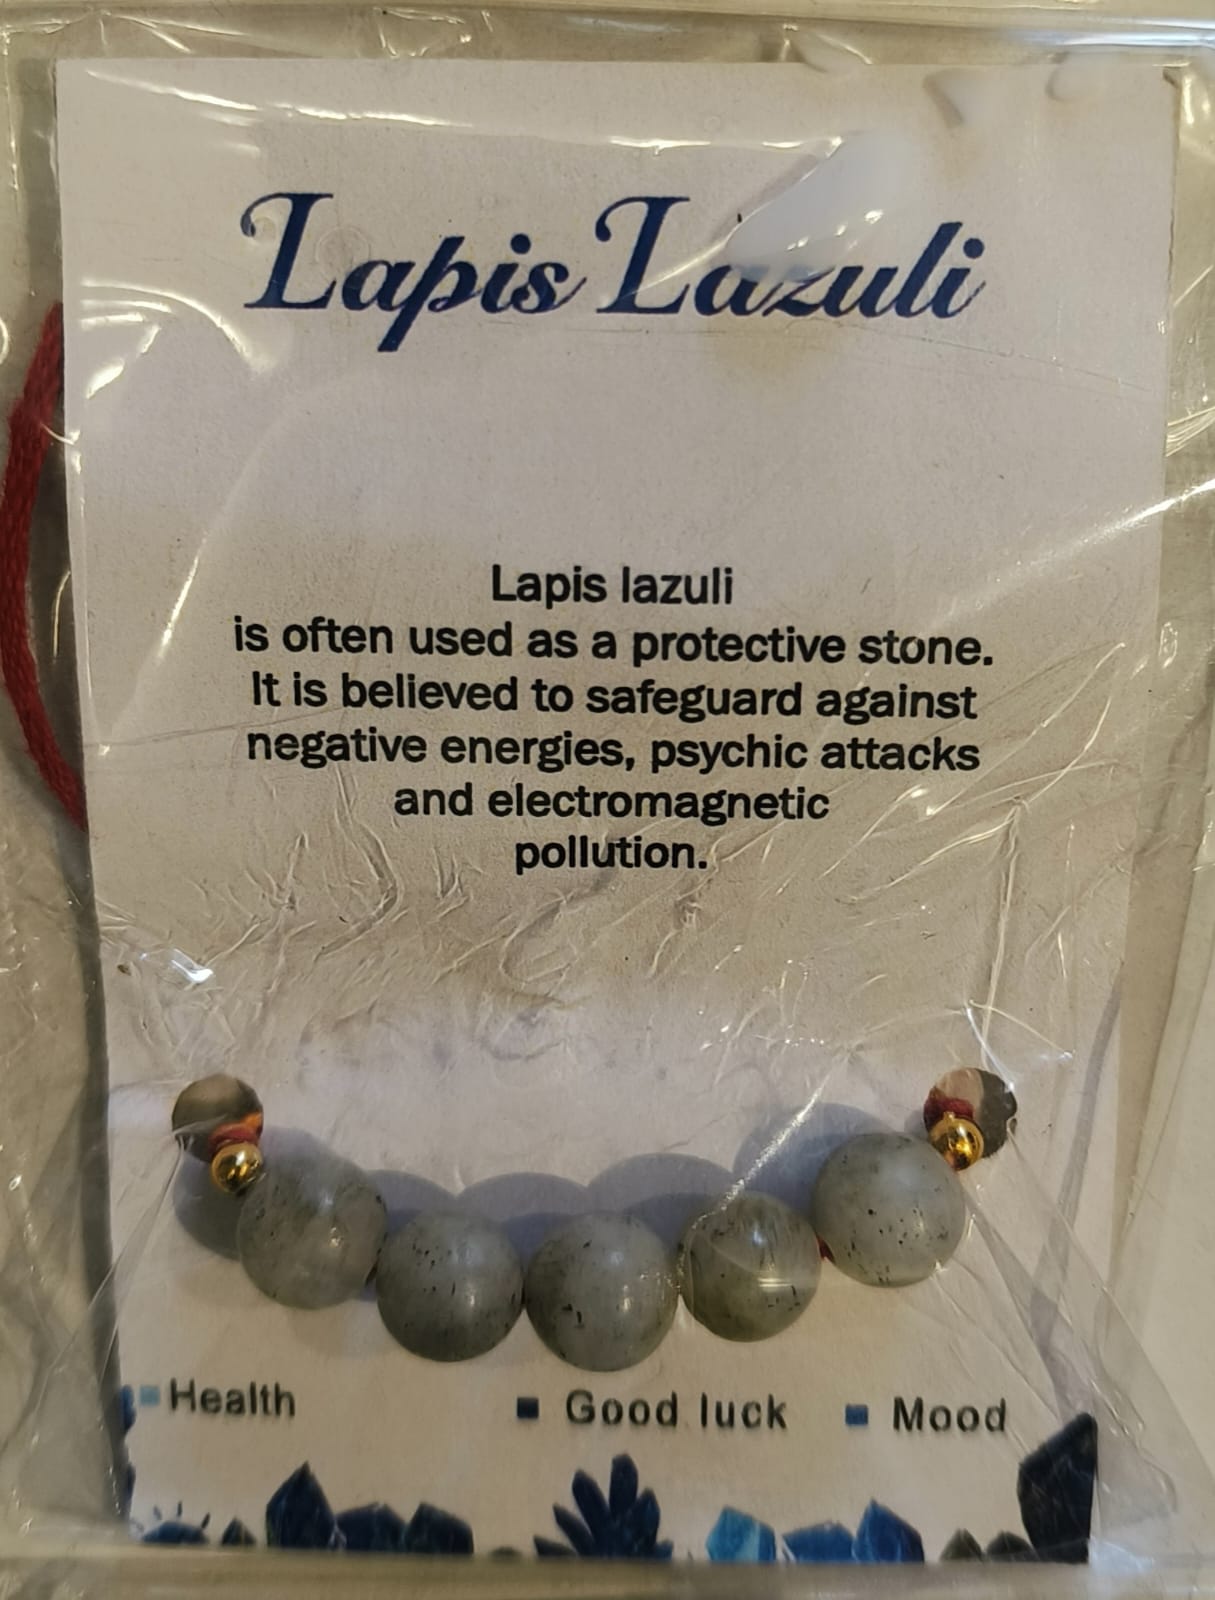 Lapis Lazuli
Lapis lazuli
is often used as a protective stone.
It is believed to safeguard against
negative energies, psychic attacks
and electromagnetic
pollution.
Health Good luck Mood